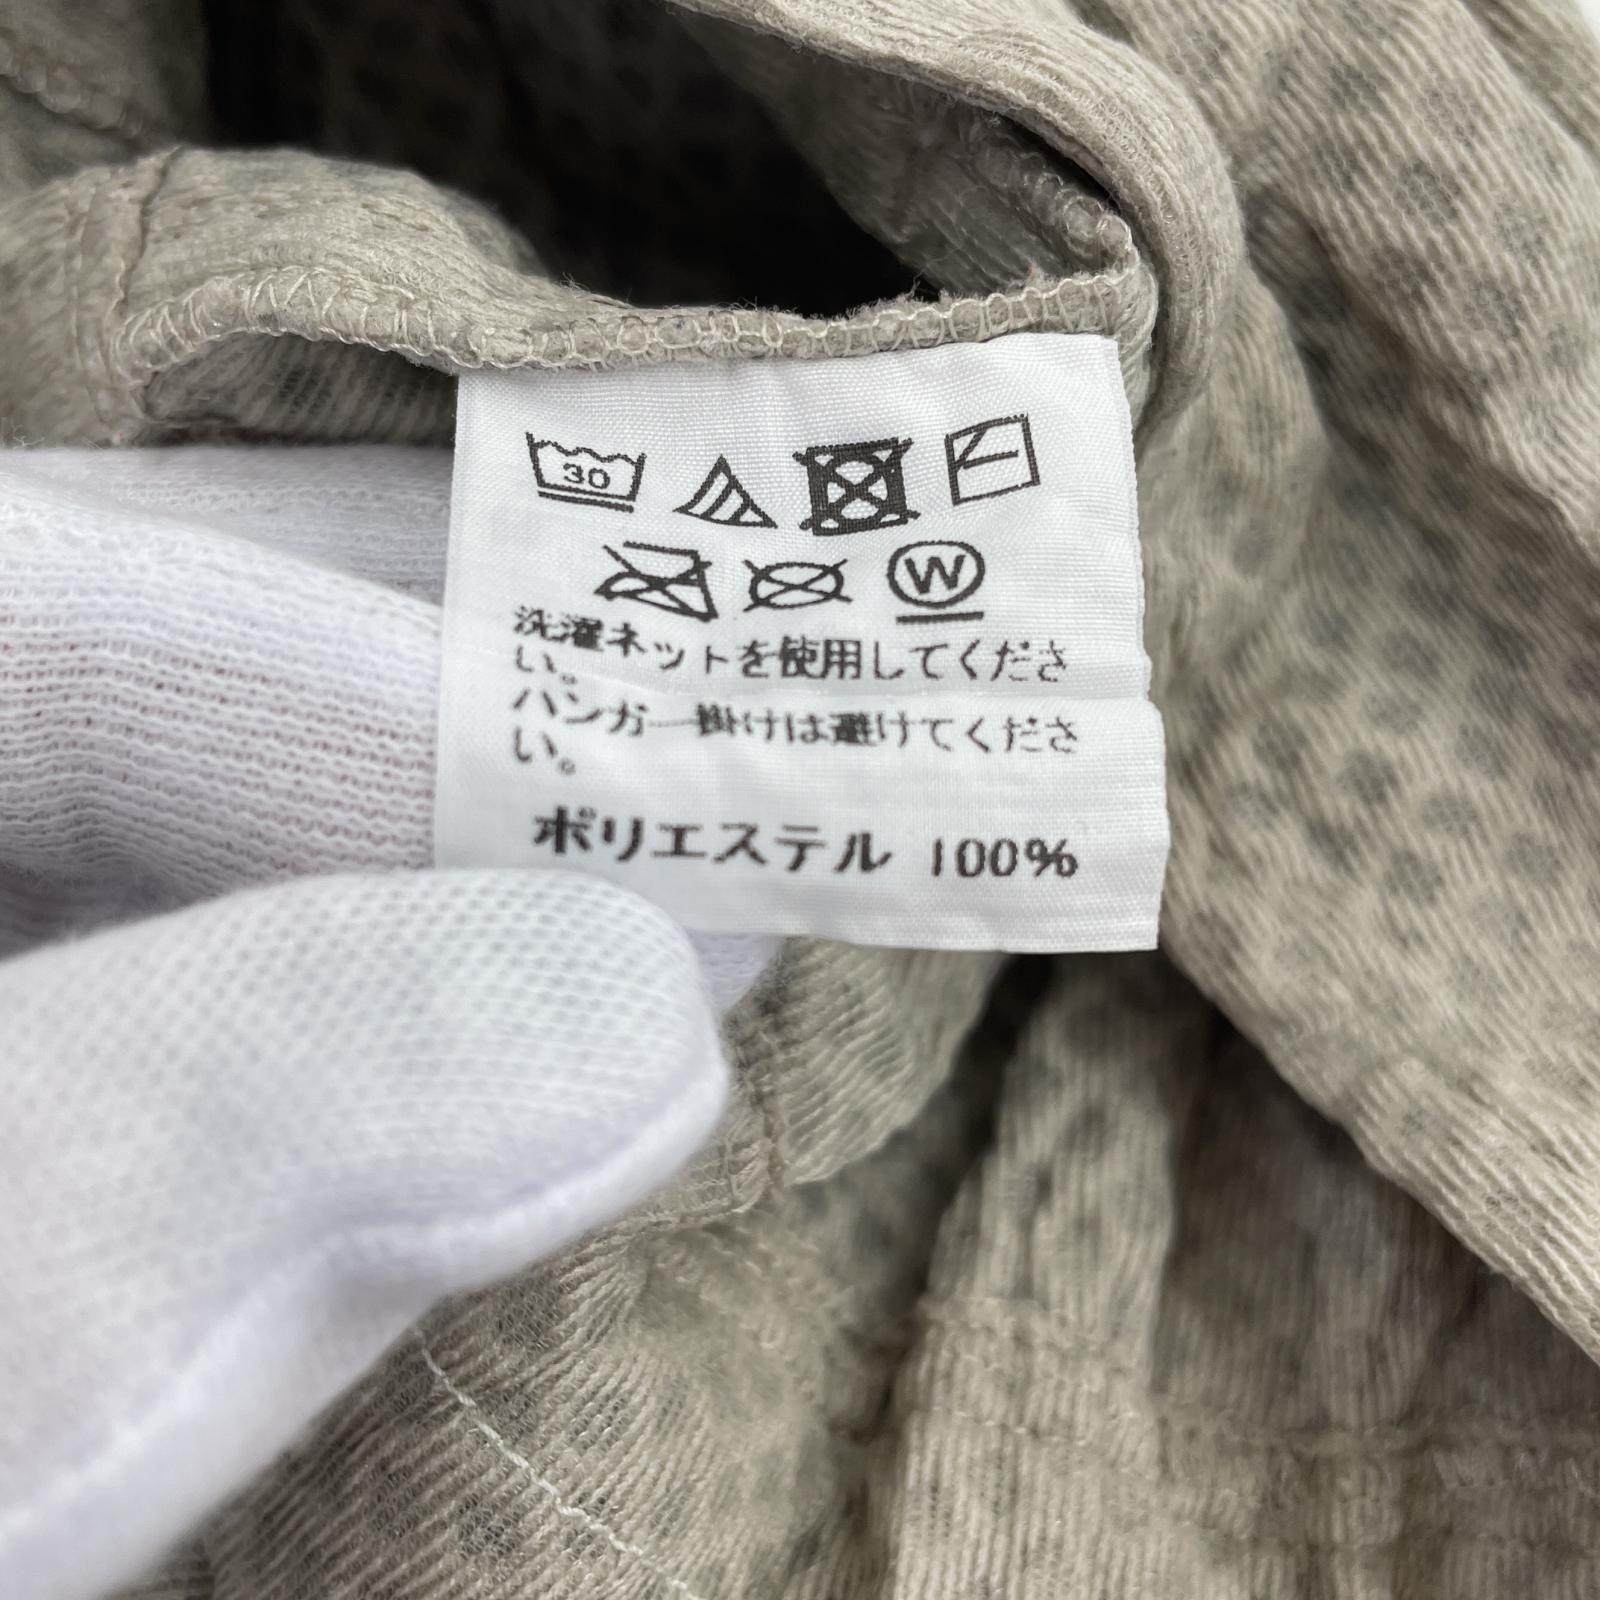 30
W
洗濯ネットを使用してくださ
い。
ハンガー掛けは避けてくださ
い。
ポリエステル 100%